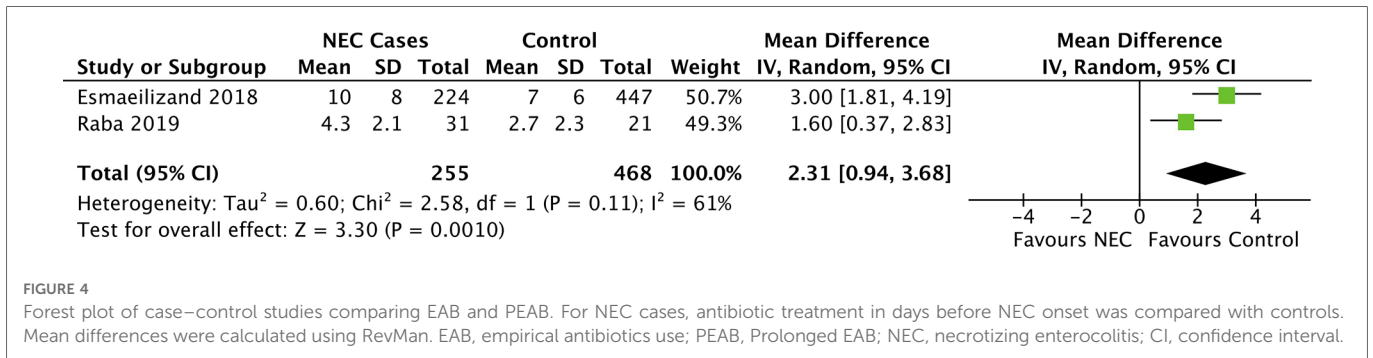 NEC Cases Control Mean Difference Mean Difference
Study or Subgroup Mean SD Total Mean SD Total Weight IV, Random, 95% CI IV, Random, 95% CI
Esmaeilizand 2018 10 8 224 7 6 447 50.7% 3.00 [1.81, 4.19]
Raba 2019 4.3 2.1 31 2.7 2.3 21 49.3% 1.60 [0.37, 2.83]
Total (95% CI) 255 468 100.0% 2.31 [0.94, 3.68]
Heterogeneity: Tau² = 0.60; Chi² = 2.58, df = 1 (P = 0.11); I² = 61%
Test for overall effect: Z = 3.30 (P = 0.0010)
−4 −2 0 2 4
Favours NEC Favours Control
FIGURE 4
Forest plot of case–control studies comparing EAB and PEAB. For NEC cases, antibiotic treatment in days before NEC onset was compared with controls.
Mean differences were calculated using RevMan. EAB, empirical antibiotics use; PEAB, Prolonged EAB; NEC, necrotizing enterocolitis; CI, confidence interval.